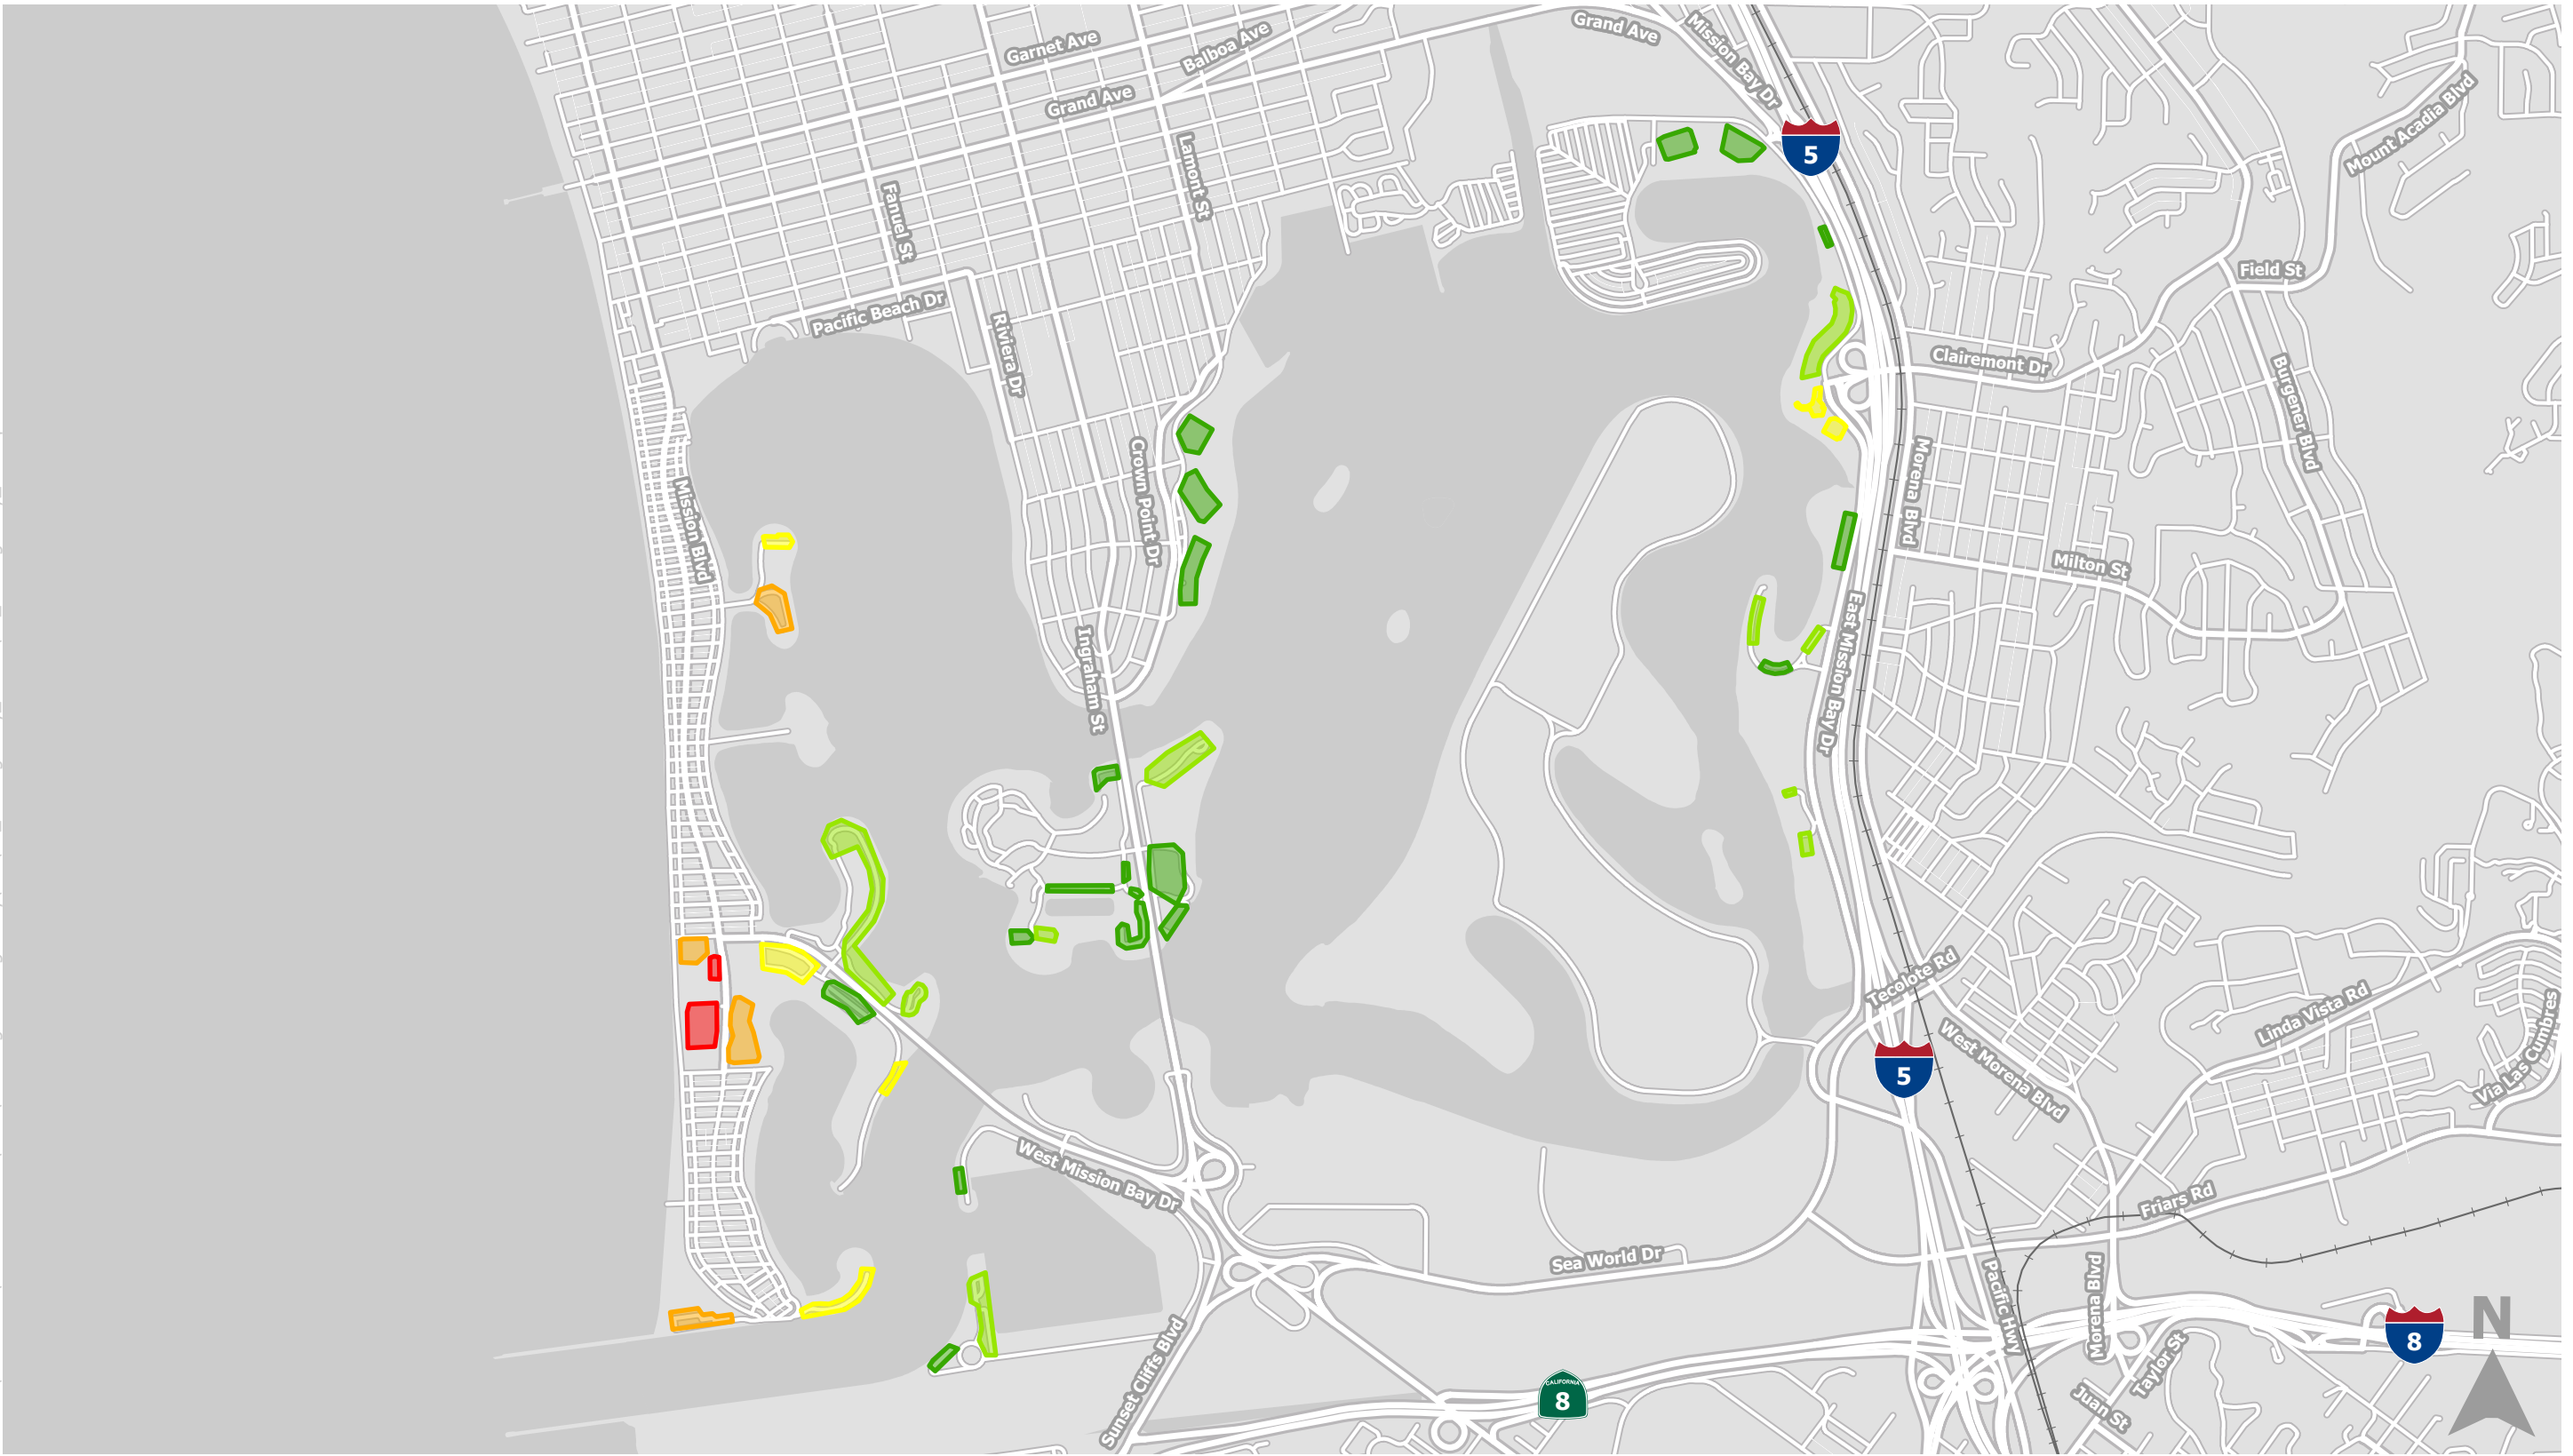 Garnet Ave
Balboa Ave
Grand Ave
Grand Ave
Mission Bay Dr
5
Mount Acadia Blvd
Lamont St
Fanuel St
Field St
Pacific Beach Dr
Riviera Dr
Clairemont Dr
Burgener Blvd
Crown Point Dr
Morena Blvd
Mission Blvd
Milton St
East Mission Bay Dr
Ingraham St
Tecolote Rd
Linda Vista Rd
Via Las Cumbres
5
West Morena Blvd
West Mission Bay Dr
Friars Rd
Sea World Dr
Pacific Hwy
Morena Blvd
Taylor St
Juan St
Sunset Cliffs Blvd
CALIFORNIA
8
8
N